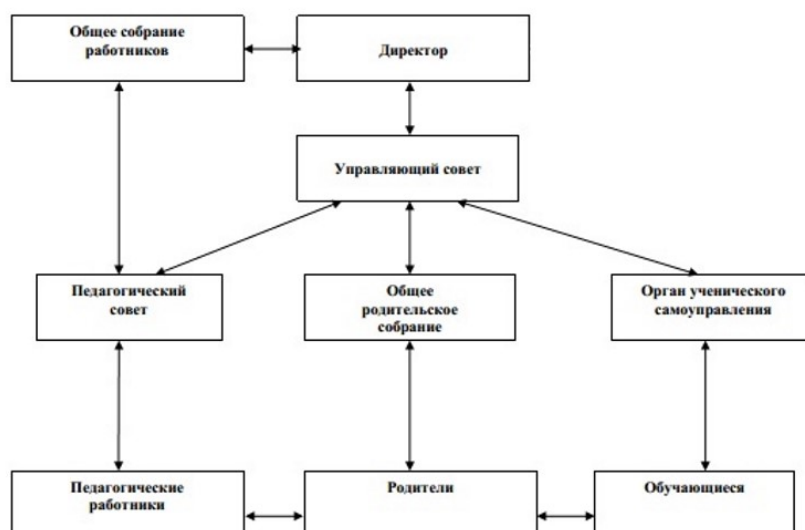 Общее собрание
работников
Директор
Управляющий совет
Педагогический
совет
Общее
родительское
собрание
Орган ученического
самоуправления
Педагогические
работники
Родители
Обучающиеся